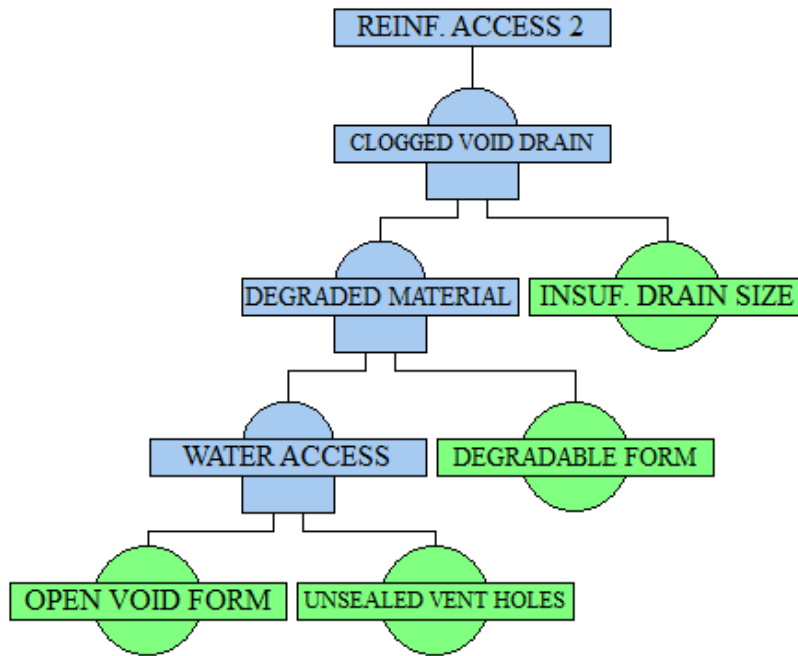 REINF. ACCESS 2
CLOGGED VOID DRAIN
DEGRADED MATERIAL
INSUF. DRAIN SIZE
WATER ACCESS
DEGRADABLE FORM
OPEN VOID FORM
UNSEALED VENT HOLES